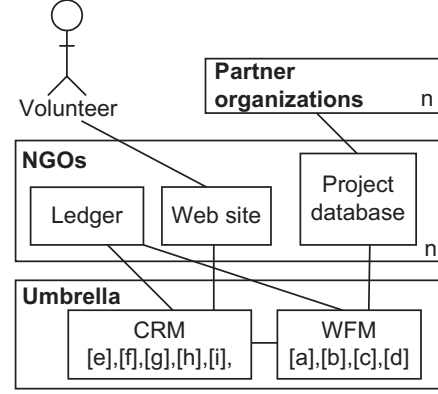 Volunteer
Partner
organizations n
NGOs
Ledger
Web site
Project
database
n
Umbrella
CRM
[e],[f],[g],[h],[i],
WFM
[a],[b],[c],[d]